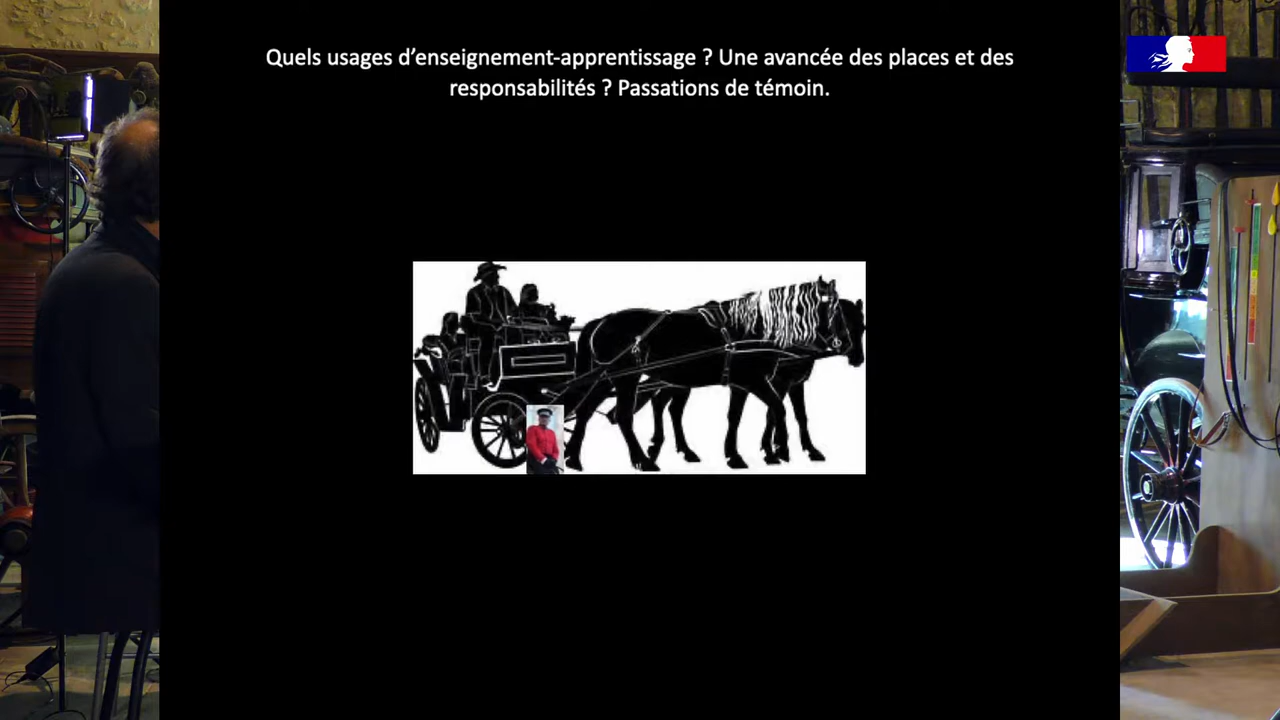 Quels usages d’enseignement-apprentissage ? Une avancée des places et des
responsabilités ? Passations de témoin.